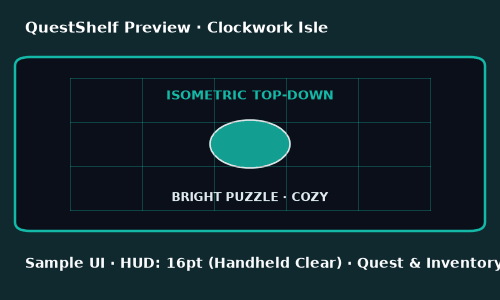 QuestShelf Preview · Clockwork Isle
ISOMETRIC TOP-DOWN
BRIGHT PUZZLE · COZY
Sample UI · HUD: 16pt (Handheld Clear) · Quest & Inventory